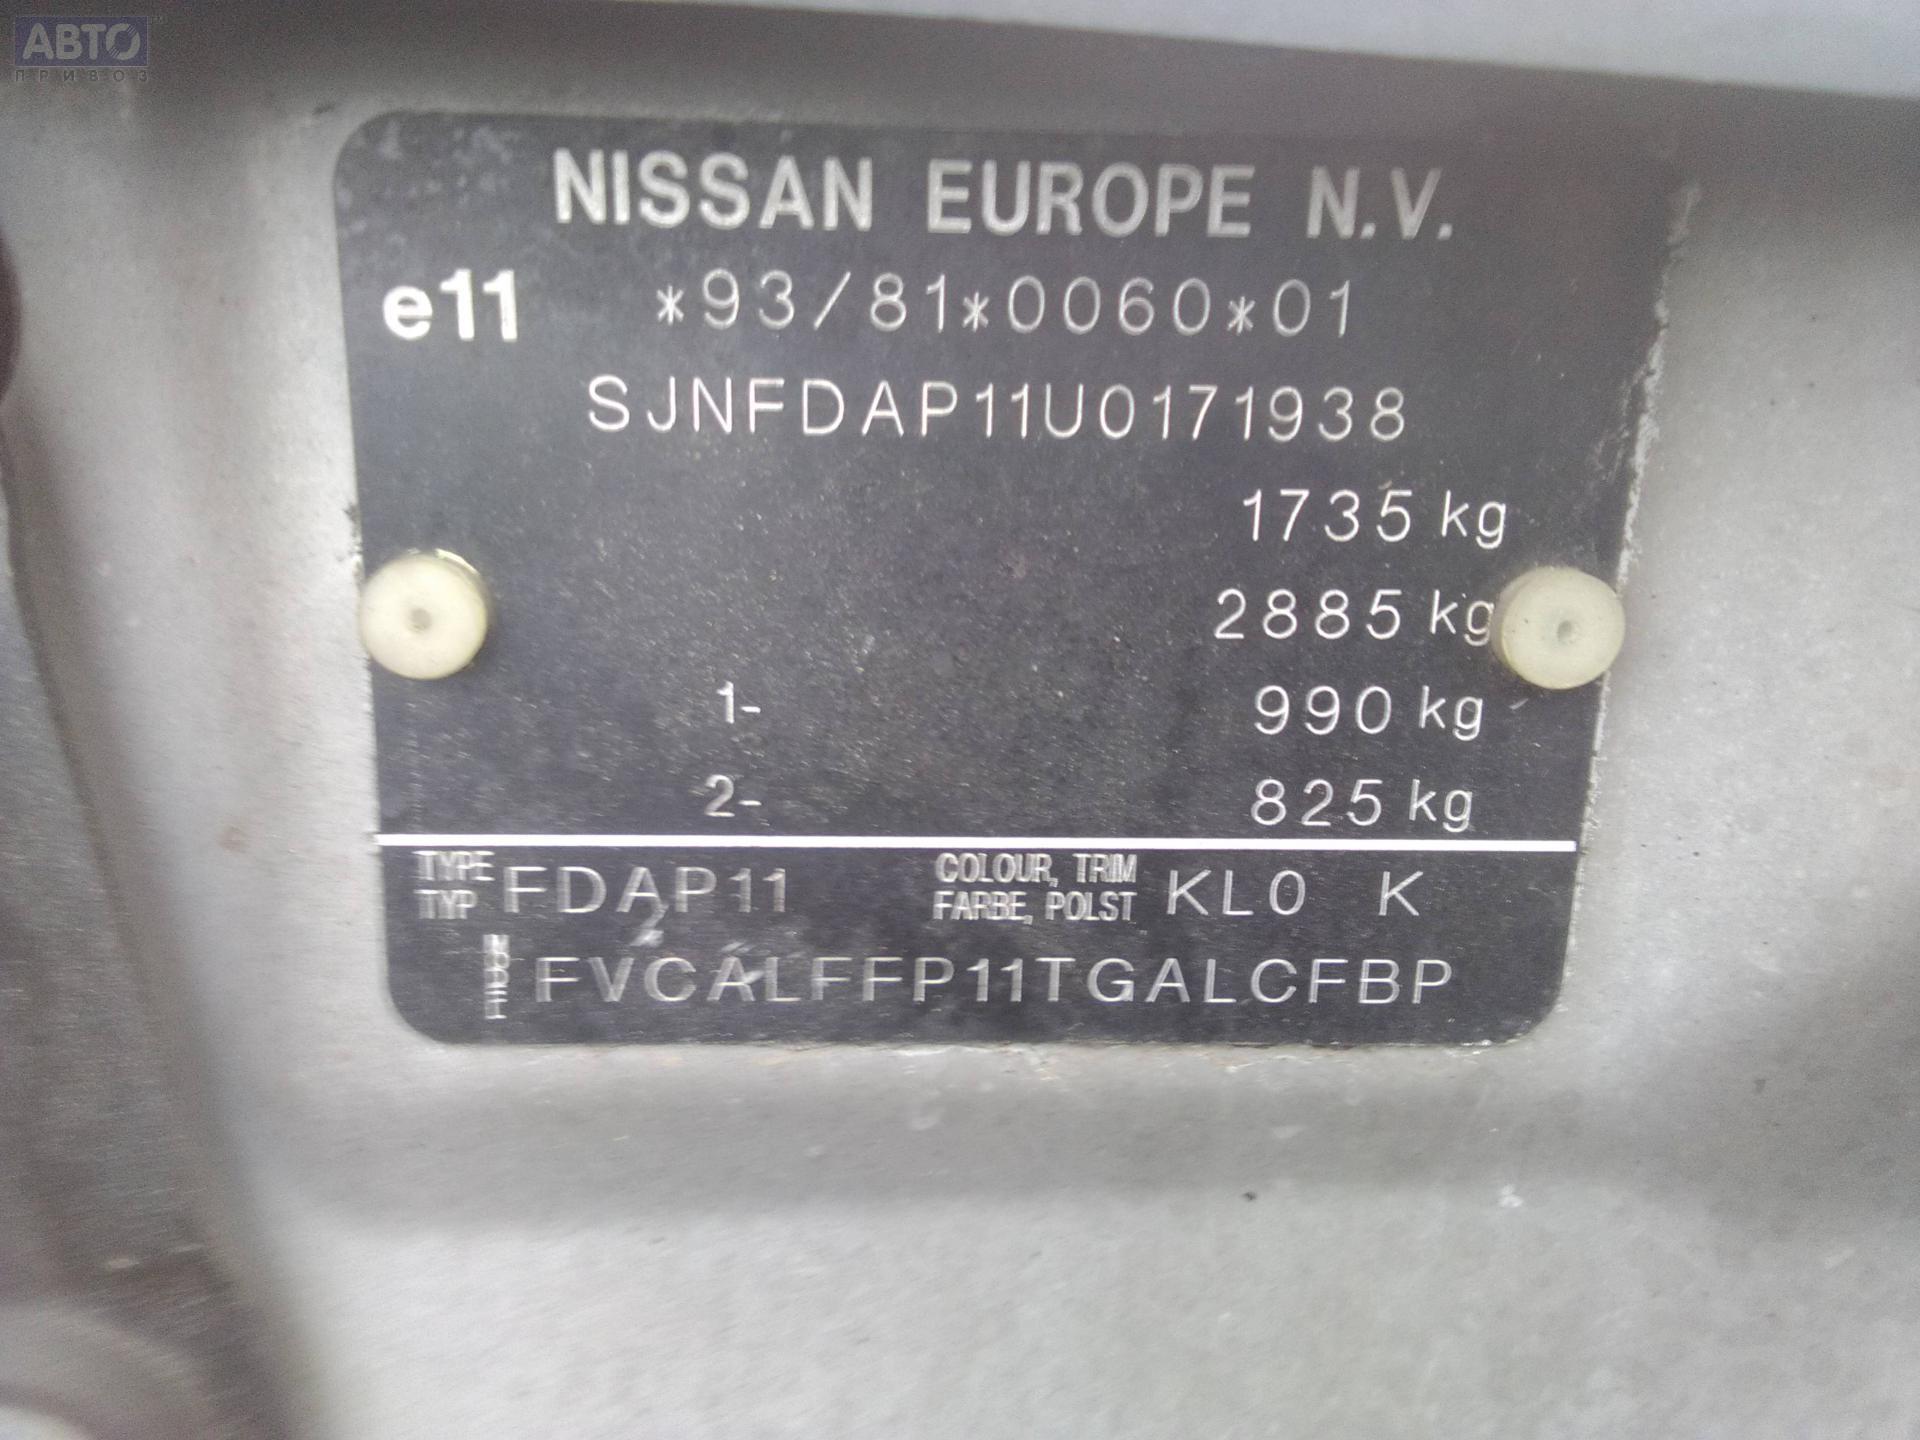 АВТО
ПРИВОЗ
NISSAN EUROPE N.V.
e11 *93/81*0060*01
SJNFDAP11U0171938
1735 kg
2885 kg
1- 990 kg
2- 825 kg
TYPE
TYP FDAP11 COLOUR, TRIM
FARBE, POLST KL0 K
2
FVCALFFP11TGALCFBP